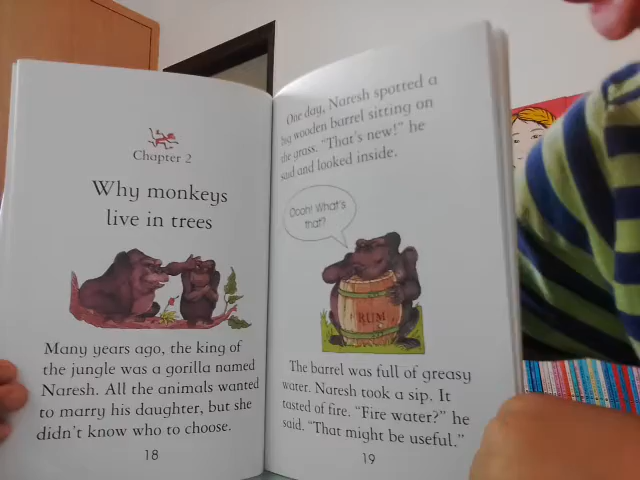 Chapter 2
Why monkeys
live in trees
Many years ago, the king of
the jungle was a gorilla named
Naresh. All the animals wanted
to marry his daughter, but she
didn't know who to choose.
18
One day, Naresh spotted a
big wooden barrel sitting on
the grass. "That's new!" he
said and looked inside.
Oooh! What's
that?
RUM
The barrel was full of greasy
water. Naresh took a sip. It
tasted of fire. "Fire water?" he
said. "That might be useful."
19